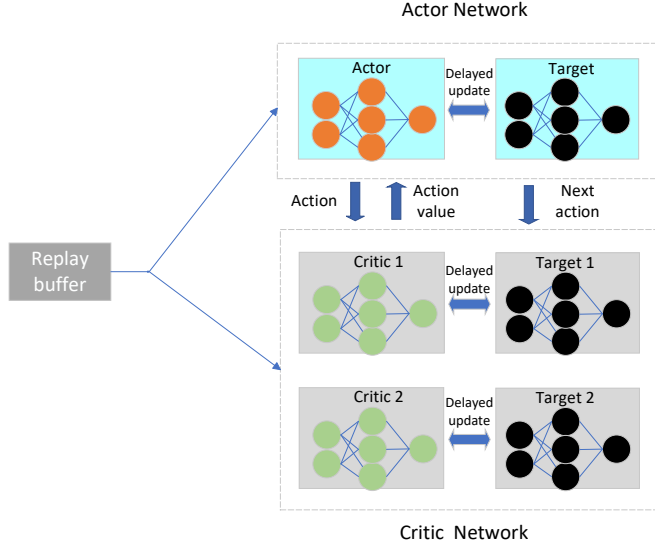 Actor Network
Actor
Delayed
update
Target
Action
Action
value
Next
action
Replay
buffer
Critic 1
Delayed
update
Target 1
Critic 2
Delayed
update
Target 2
Critic Network